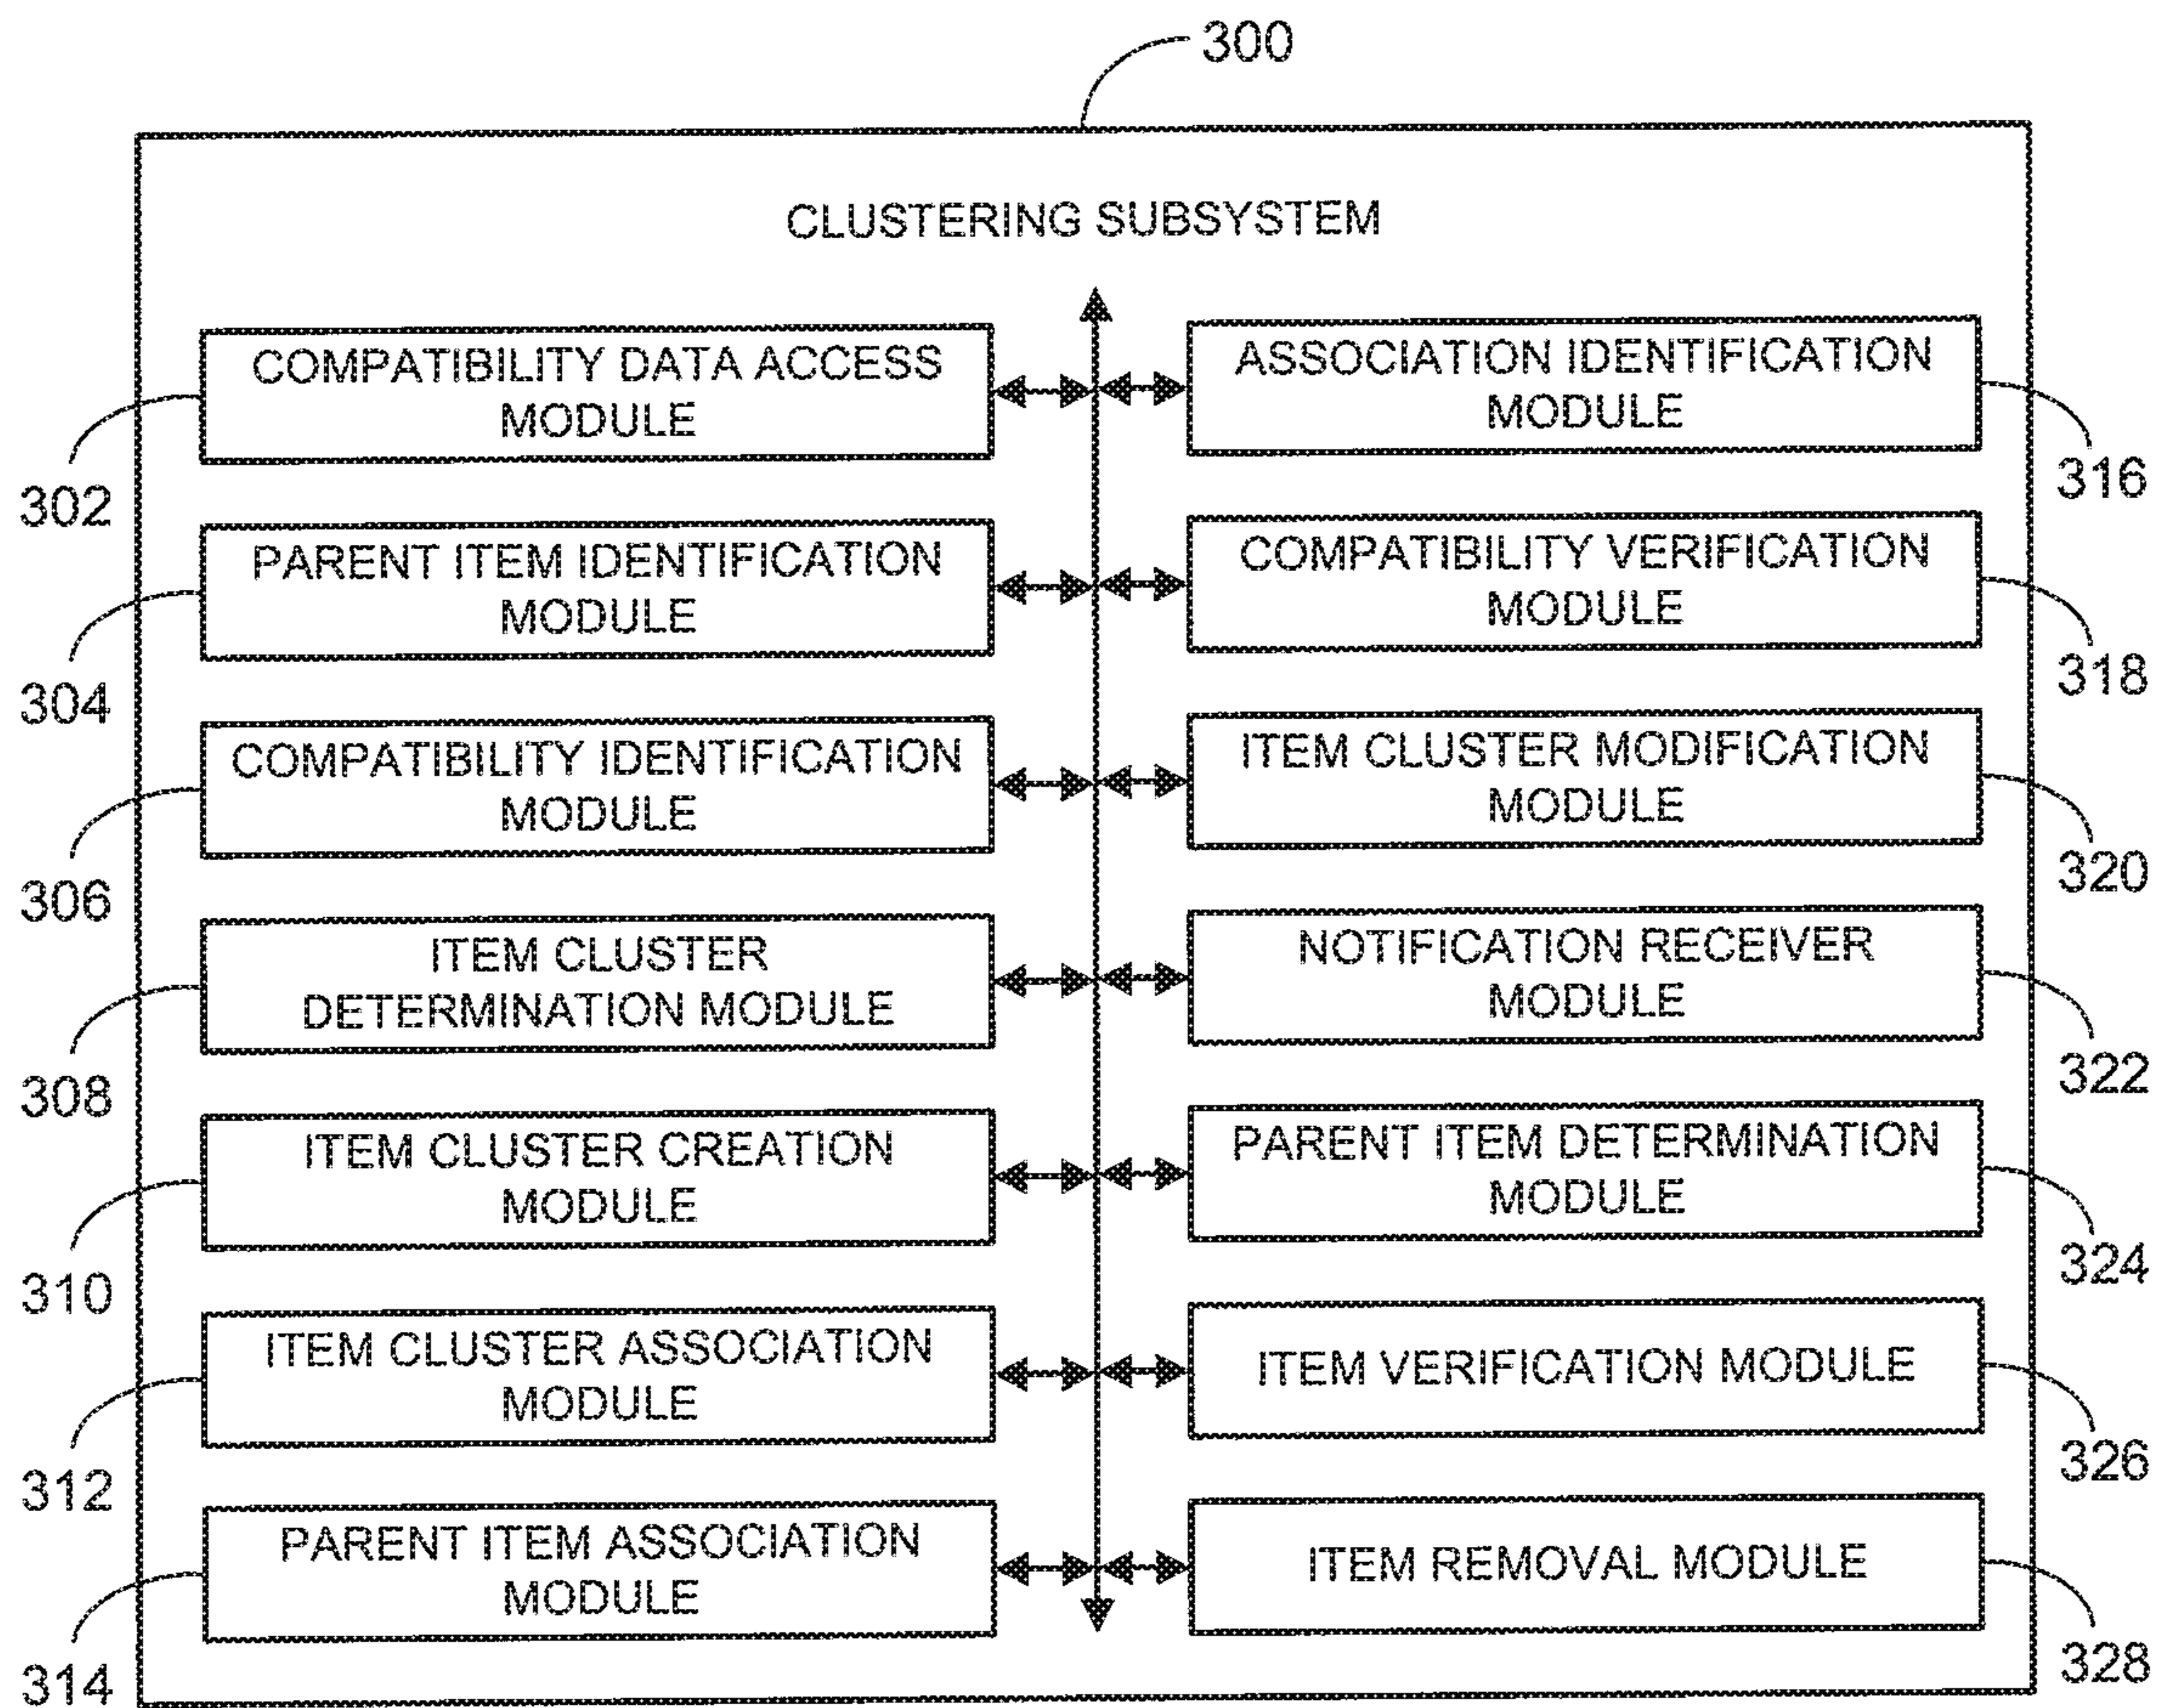 300
CLUSTERING SUBSYSTEM
COMPATIBILITY DATA ACCESS
MODULE
302
PARENT ITEM IDENTIFICATION
MODULE
304
COMPATIBILITY IDENTIFICATION
MODULE
306
ITEM CLUSTER
DETERMINATION MODULE
308
ITEM CLUSTER CREATION
MODULE
310
ITEM CLUSTER ASSOCIATION
MODULE
312
PARENT ITEM ASSOCIATION
MODULE
314
ASSOCIATION IDENTIFICATION
MODULE
316
COMPATIBILITY VERIFICATION
MODULE
318
ITEM CLUSTER MODIFICATION
MODULE
320
NOTIFICATION RECEIVER
MODULE
322
PARENT ITEM DETERMINATION
MODULE
324
ITEM VERIFICATION MODULE
326
ITEM REMOVAL MODULE
328